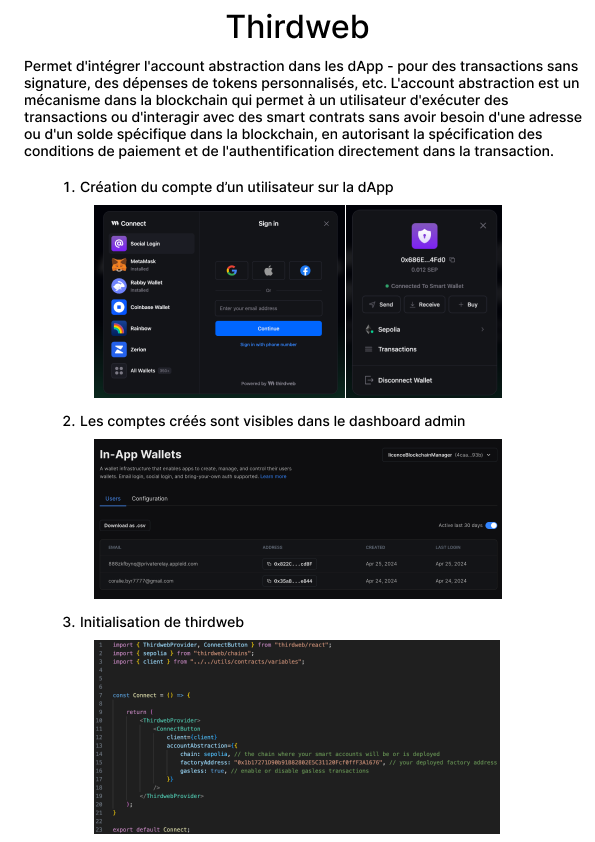 Thirdweb
Permet d'intégrer l'account abstraction dans les dApp - pour des transactions sans
signature, des dépenses de tokens personnalisés, etc. L'account abstraction est un
mécanisme dans la blockchain qui permet à un utilisateur d'exécuter des
transactions ou d'interagir avec des smart contrats sans avoir besoin d'une adresse
ou d'un solde spécifique dans la blockchain, en autorisant la spécification des
conditions de paiement et de l'authentification directement dans la transaction.
1. Création du compte d’un utilisateur sur la dApp
Connect
Social Login
MetaMask
Installed
Rabby Wallet
Installed
Coinbase Wallet
Rainbow
Zerion
All Wallets
Sign in
Or
Enter your email address
Continue
Sign in with phone number
Powered by thirdweb
0x686E...4Fd0
0.012 SEP
Connected To Smart Wallet
Send Receive Buy
Sepolia
Transactions
Disconnect Wallet
2. Les comptes créés sont visibles dans le dashboard admin
In-App Wallets
licenceBlockchainManager (4caa...93b)
A wallet infrastructure that enables apps to create, manage, and control their users
wallets. Email login, social login, and bring-your-own auth supported. Learn more
Users Configuration
Download as .csv
Active last 30 days
EMAIL ADDRESS CREATED LAST LOGIN
@privaterelay.appleid.com 0x822C...cd8F Apr 25, 2024 Apr 25, 2024
coralie.byr7777@gmail.com 0x35a8...e844 Apr 24, 2024 Apr 24, 2024
3. Initialisation de thirdweb
1 import { ThirdwebProvider, ConnectButton } from "thirdweb/react";
2 import { sepolia } from "thirdweb/chains";
3 import { client } from "../../utils/contracts/variables";
4
5
6
7 const Connect = () => {
8
9 return (
10 <ThirdwebProvider>
11 <ConnectButton
12 client={client}
13 accountAbstraction={{
14 chain: sepolia, // the chain where your smart accounts will be or is deployed
15 factoryAddress: "0x1b17271D90b91B82802E5C31120Fcf0ffF3A1676", // your deployed factory address
16 gasless: true, // enable or disable gasless transactions
17 }}
18 />
19 </ThirdwebProvider>
20 );
21 }
22
23 export default Connect;